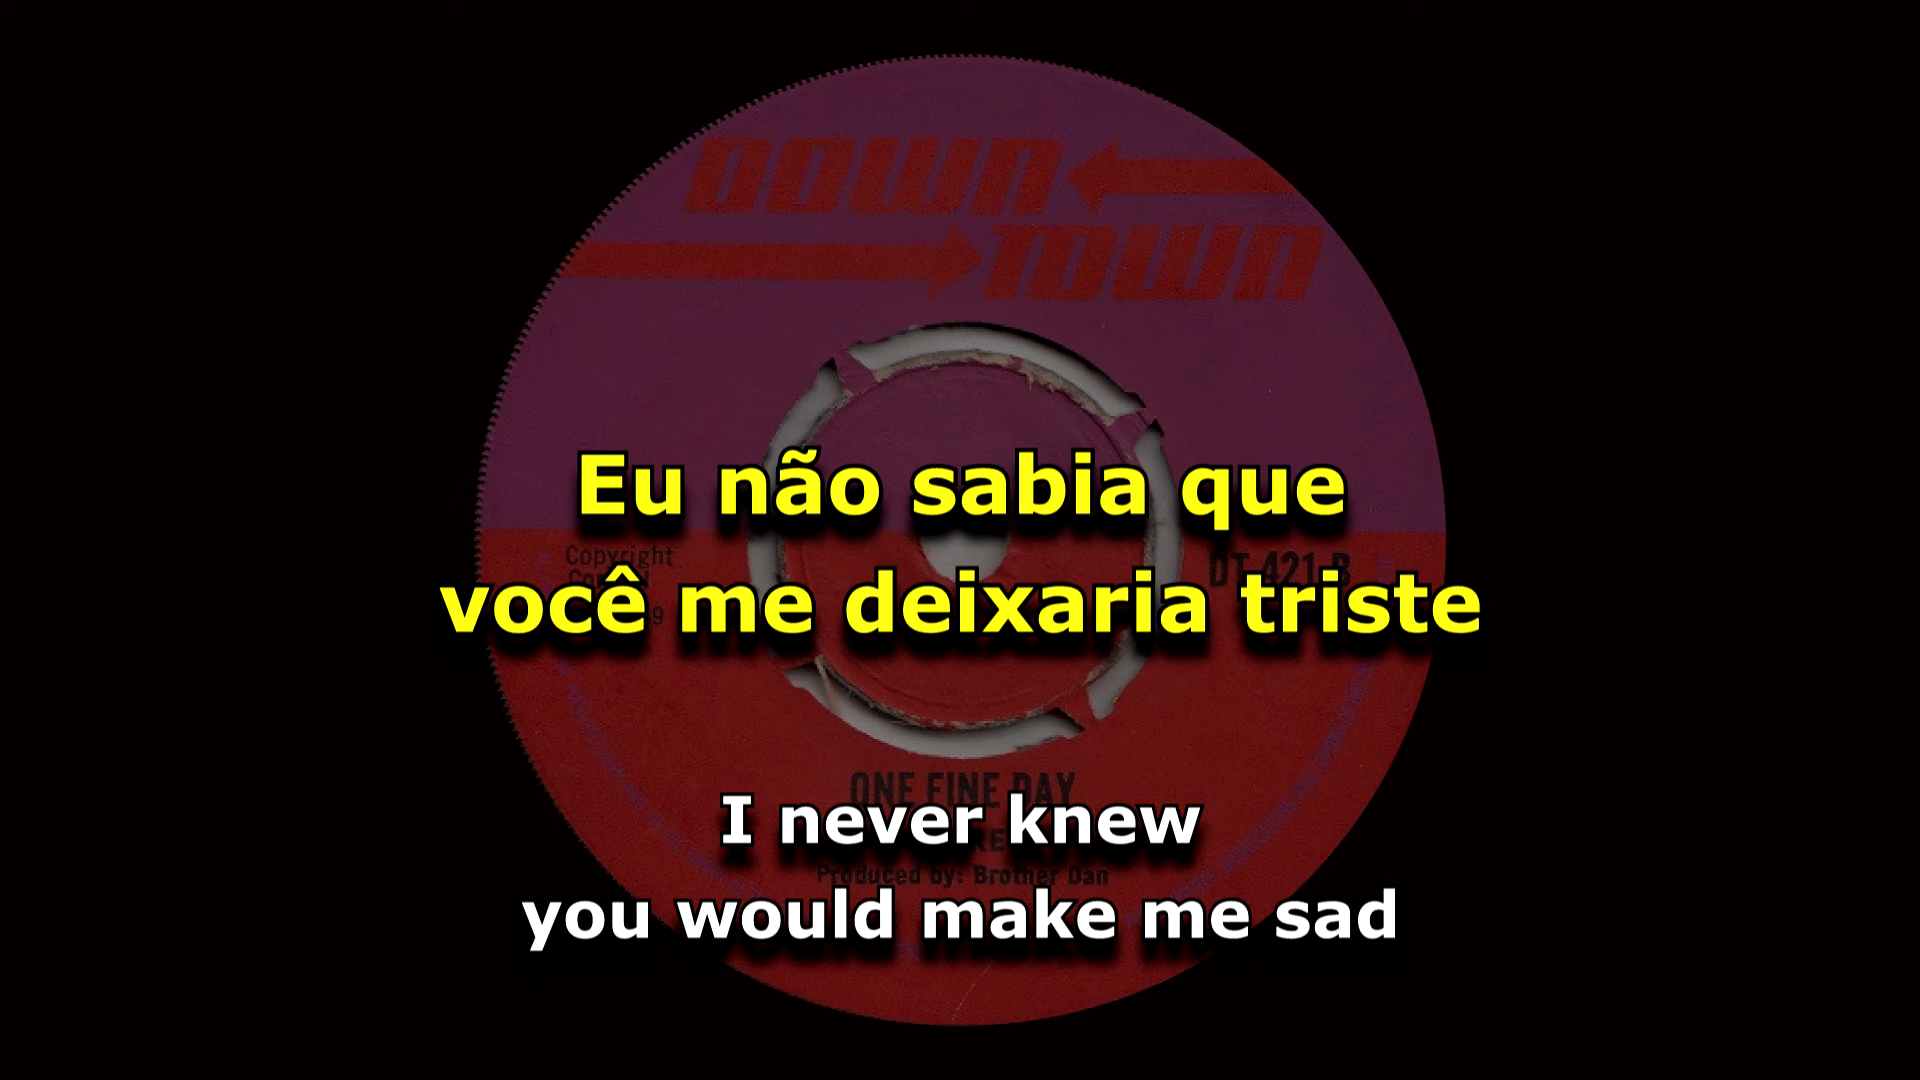 DOWN
TOWN
Eu não sabia que
Copyright
DT 421 B
você me deixaria triste
ONE FINE DAY
I never knew
Produced by: Brother Dan
you would make me sad